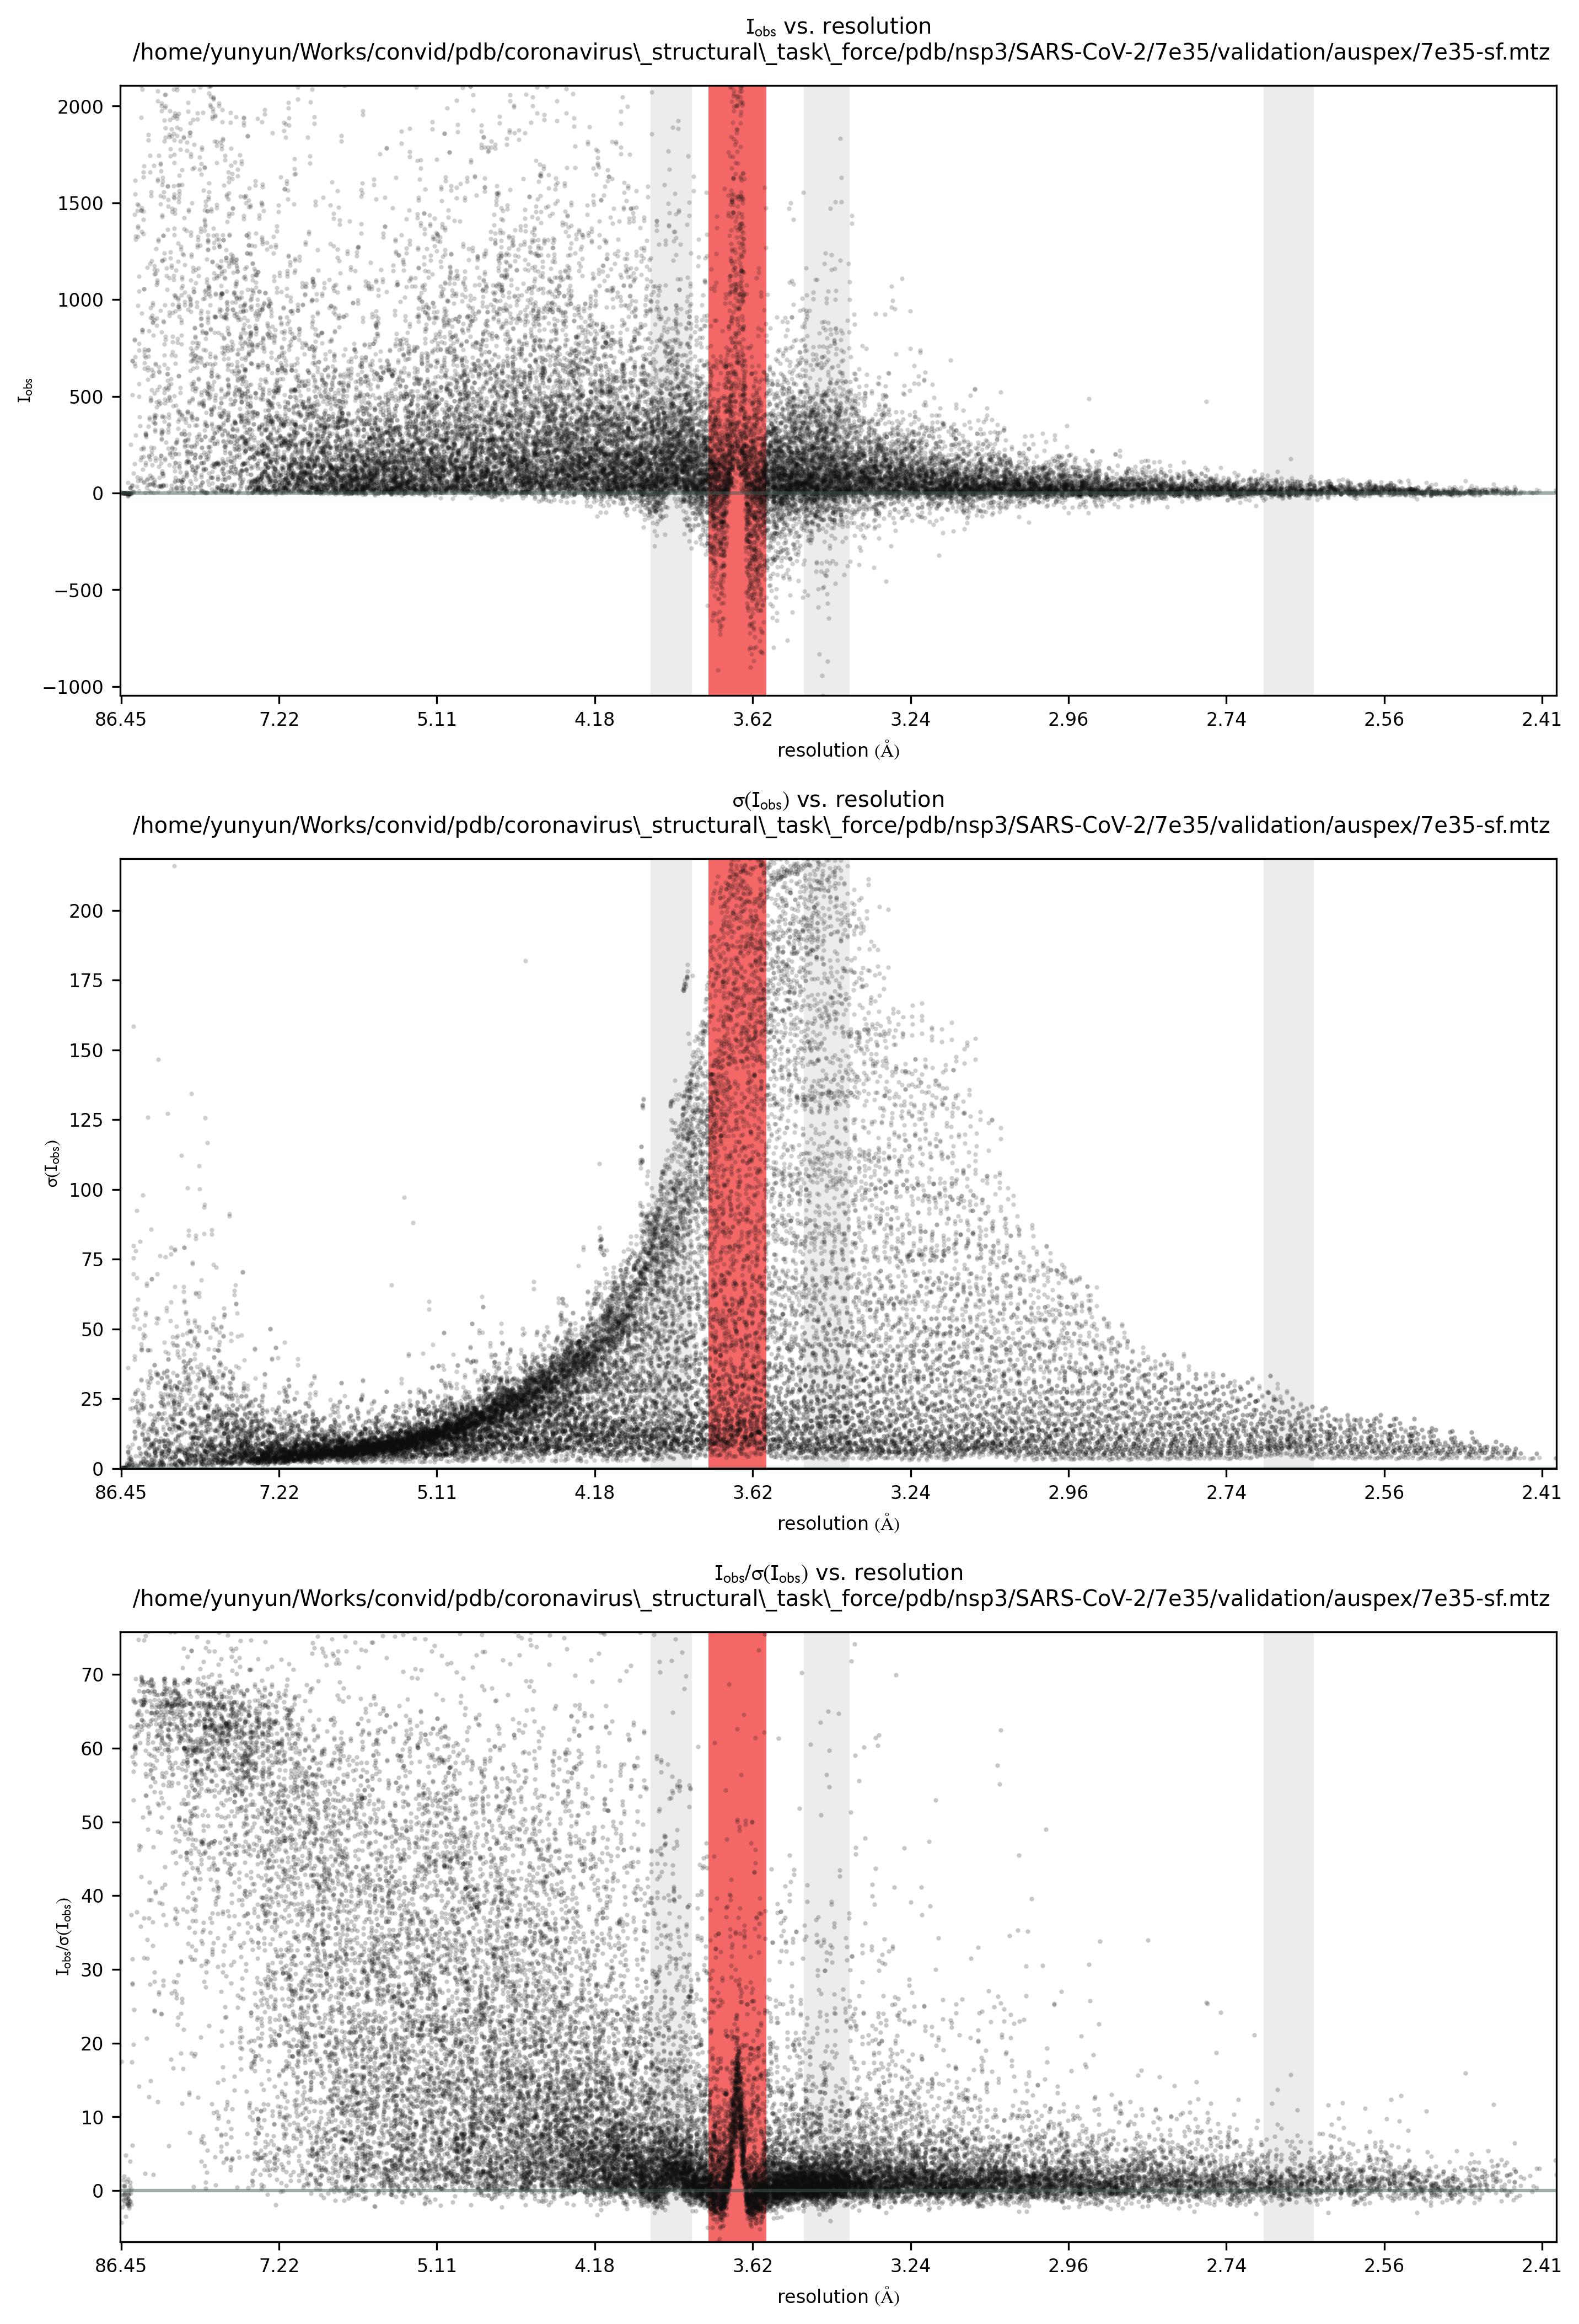 I_obs vs. resolution
/home/yunyun/Works/convid/pdb/coronavirus\_structural\_task\_force/pdb/nsp3/SARS-CoV-2/7e35/validation/auspex/7e35-sf.mtz
2000
1500
1000
500
0
−500
−1000
I_obs
86.45 7.22 5.11 4.18 3.62 3.24 2.96 2.74 2.56 2.41
resolution (Å)
σ(I_obs) vs. resolution
/home/yunyun/Works/convid/pdb/coronavirus\_structural\_task\_force/pdb/nsp3/SARS-CoV-2/7e35/validation/auspex/7e35-sf.mtz
200
175
150
125
100
75
50
25
0
σ(I_obs)
86.45 7.22 5.11 4.18 3.62 3.24 2.96 2.74 2.56 2.41
resolution (Å)
I_obs/σ(I_obs) vs. resolution
/home/yunyun/Works/convid/pdb/coronavirus\_structural\_task\_force/pdb/nsp3/SARS-CoV-2/7e35/validation/auspex/7e35-sf.mtz
70
60
50
40
30
20
10
0
I_obs/σ(I_obs)
86.45 7.22 5.11 4.18 3.62 3.24 2.96 2.74 2.56 2.41
resolution (Å)